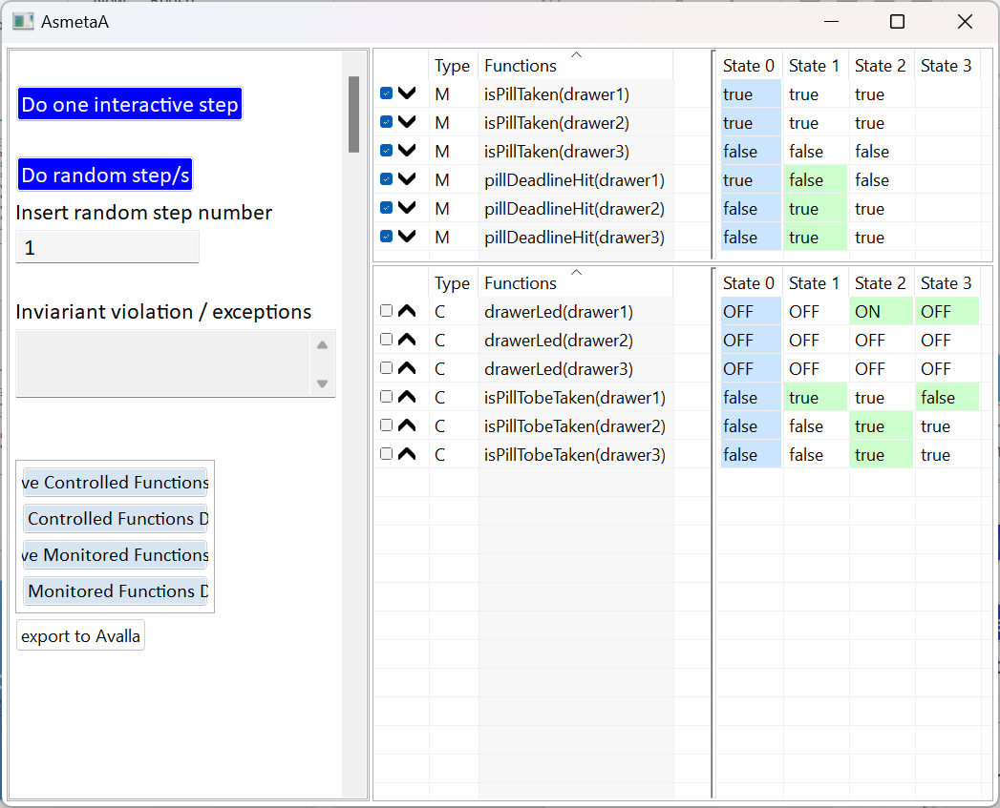 AsmetaA
Do one interactive step
Do random step/s
Insert random step number
1
Inviariant violation / exceptions
ve Controlled Functions
Controlled Functions D
ve Monitored Functions
Monitored Functions D
export to Avalla
Type Functions State 0 State 1 State 2 State 3
M isPillTaken(drawer1) true true true
M isPillTaken(drawer2) true true true
M isPillTaken(drawer3) false false false
M pillDeadlineHit(drawer1) true false false
M pillDeadlineHit(drawer2) false true true
M pillDeadlineHit(drawer3) false true true
Type Functions State 0 State 1 State 2 State 3
C drawerLed(drawer1) OFF OFF ON OFF
C drawerLed(drawer2) OFF OFF OFF OFF
C drawerLed(drawer3) OFF OFF OFF OFF
C isPillTobeTaken(drawer1) false true true false
C isPillTobeTaken(drawer2) false false true true
C isPillTobeTaken(drawer3) false false true true